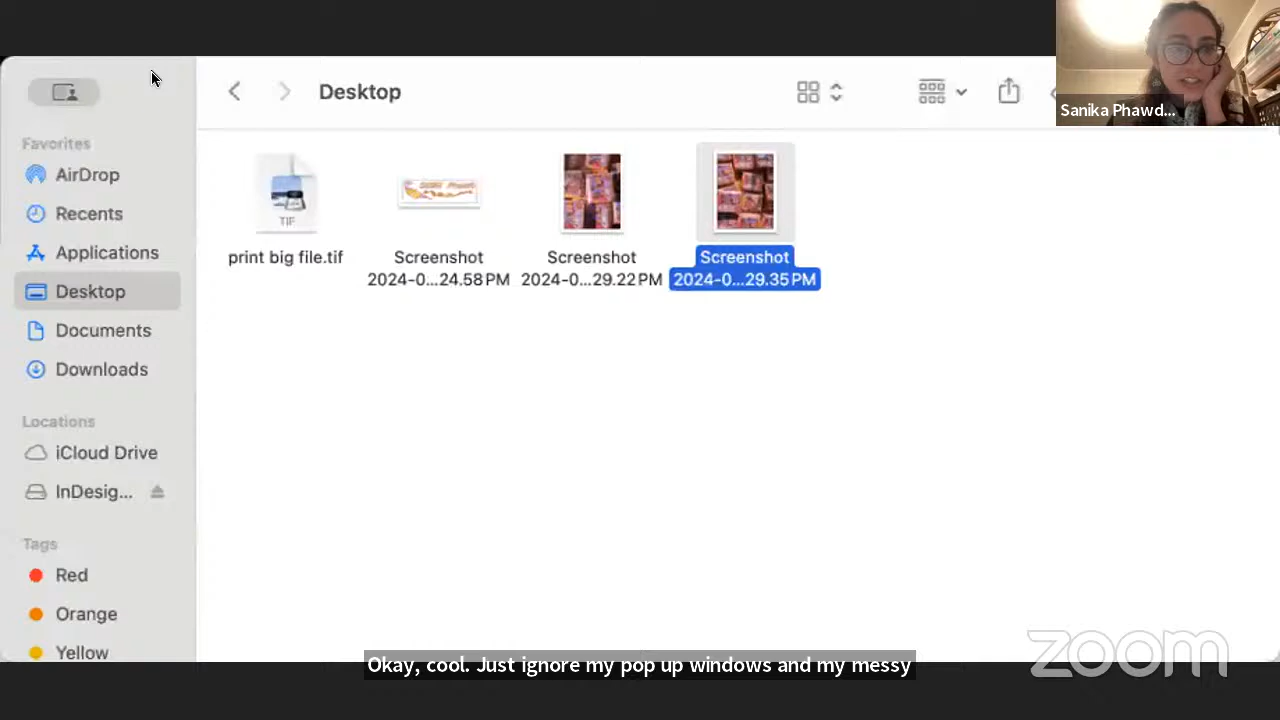 Desktop
Sanika Phawd...
Favorites
AirDrop
Recents
Applications
Desktop
Documents
Downloads
Locations
iCloud Drive
InDesig...
Tags
Red
Orange
Yellow
TIF
print big file.tif
Screenshot
2024-0...24.58 PM
Screenshot
2024-0...29.22 PM
Screenshot
2024-0...29.35 PM
Okay, cool. Just ignore my pop up windows and my messy
zoom